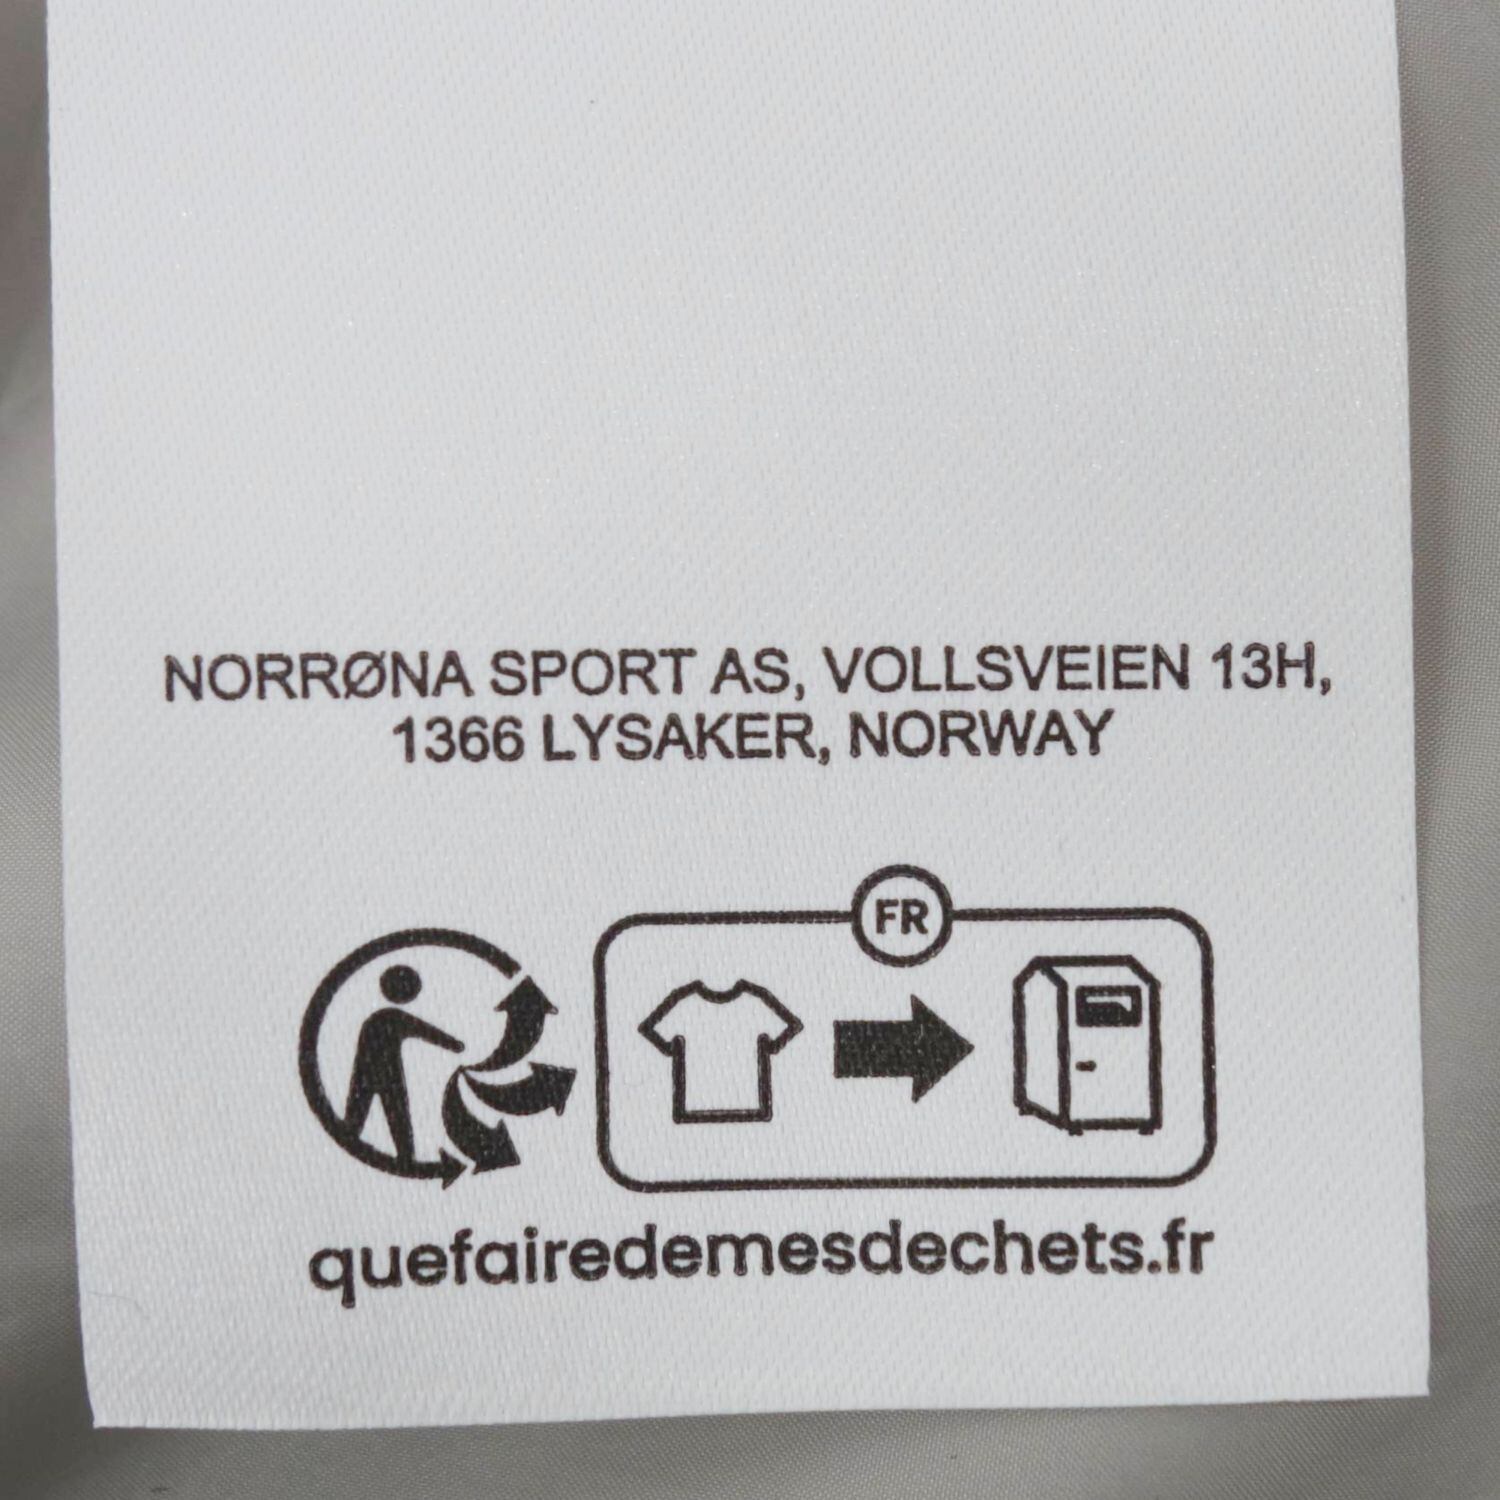 NORRØNA SPORT AS, VOLLSVEIEN 13H,
1366 LYSAKER, NORWAY
FR
quefairedemesdechets.fr